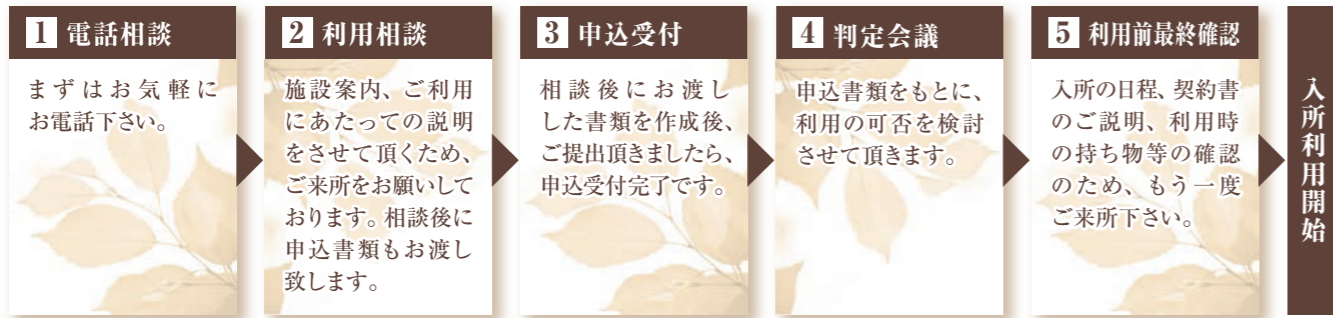 1 電話相談
まずはお気軽に
お電話下さい。
2 利用相談
施設案内、ご利用
にあたっての説明
をさせて頂くため、
ご来所をお願いして
おります。相談後に
申込書類もお渡し
致します。
3 申込受付
相談後にお渡し
した書類を作成後、
ご提出頂きましたら、
申込受付完了です。
4 判定会議
申込書類をもとに、
利用の可否を検討
させて頂きます。
5 利用前最終確認
入所の日程、契約書
のご説明、利用時
の持ち物等の確認
のため、もう一度
ご来所下さい。
入所利用開始